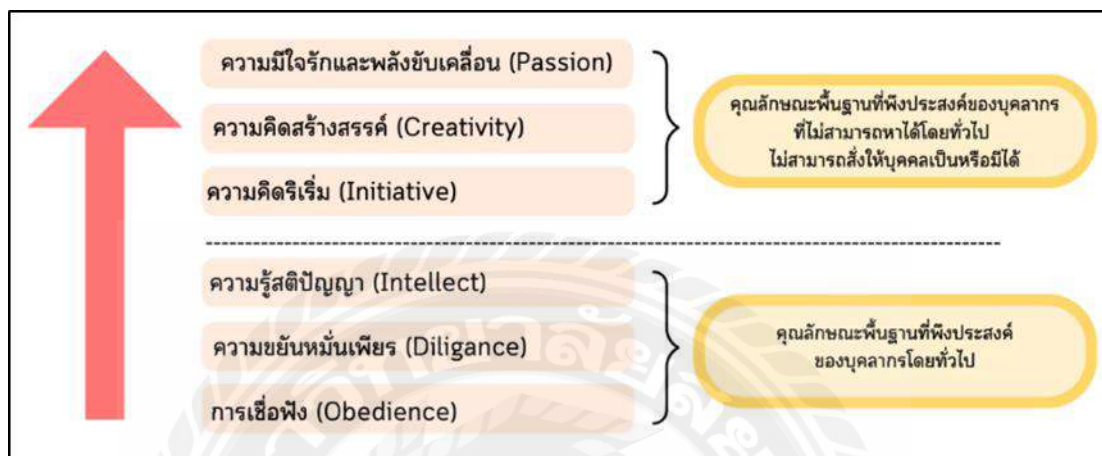 ความมีใจรักและพลังขับเคลื่อน (Passion)
ความคิดสร้างสรรค์ (Creativity)
ความคิดริเริ่ม (Initiative)
คุณลักษณะพื้นฐานที่พึงประสงค์ของบุคลากร
ที่ไม่สามารถหาได้โดยทั่วไป
ไม่สามารถสั่งให้บุคคลเป็นหรือมีได้
ความรู้สติปัญญา (Intellect)
ความขยันหมั่นเพียร (Diligance)
การเชื่อฟัง (Obedience)
คุณลักษณะพื้นฐานที่พึงประสงค์
ของบุคลากรโดยทั่วไป